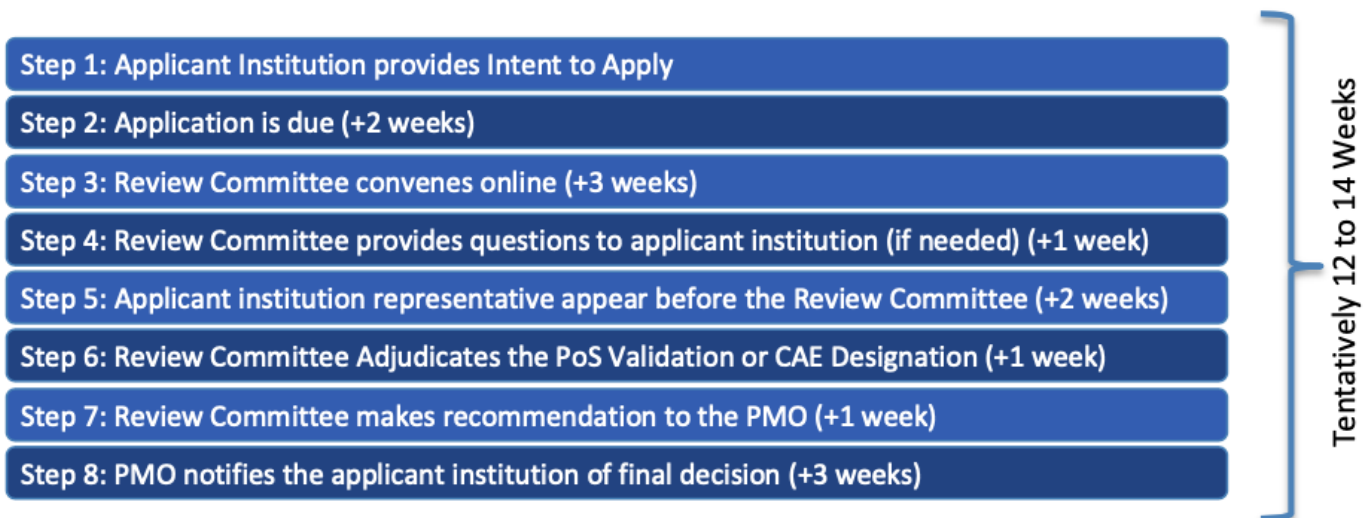 Step 1: Applicant Institution provides Intent to Apply
Step 2: Application is due (+2 weeks)
Step 3: Review Committee convenes online (+3 weeks)
Step 4: Review Committee provides questions to applicant institution (if needed) (+1 week)
Step 5: Applicant institution representative appear before the Review Committee (+2 weeks)
Step 6: Review Committee Adjudicates the PoS Validation or CAE Designation (+1 week)
Step 7: Review Committee makes recommendation to the PMO (+1 week)
Step 8: PMO notifies the applicant institution of final decision (+3 weeks)
Tentatively 12 to 14 Weeks